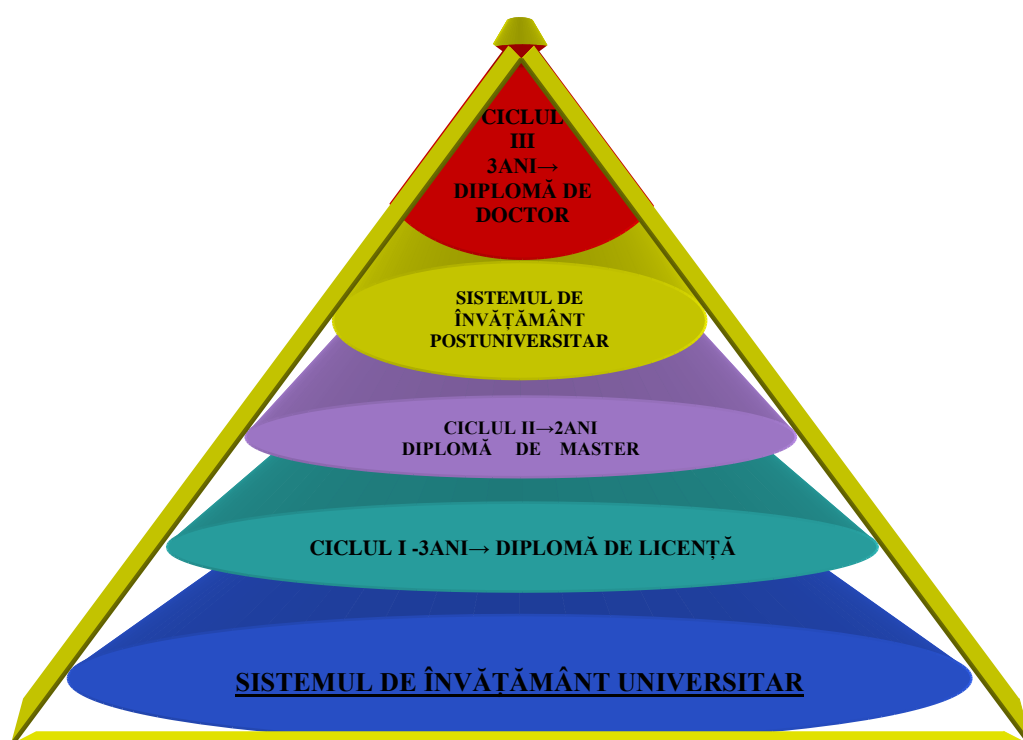 CICLUL
III
3ANI→
DIPLOMĂ DE
DOCTOR
SISTEMUL DE
ÎNVĂȚĂMÂNT
POSTUNIVERSITAR
CICLUL II→2ANI
DIPLOMĂ DE MASTER
CICLUL I -3ANI→ DIPLOMĂ DE LICENȚĂ
SISTEMUL DE ÎNVĂȚĂMÂNT UNIVERSITAR